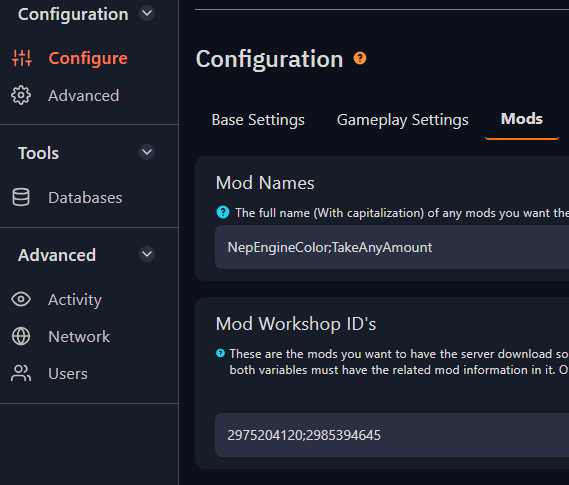 Configuration
Configure
Advanced
Tools
Databases
Advanced
Activity
Network
Users
Configuration ?
Base Settings Gameplay Settings Mods
Mod Names
? The full name (With capitalization) of any mods you want the
NepEngineColor;TakeAnyAmount
Mod Workshop ID's
? These are the mods you want to have the server download so
both variables must have the related mod information in it. O
2975204120;2985394645